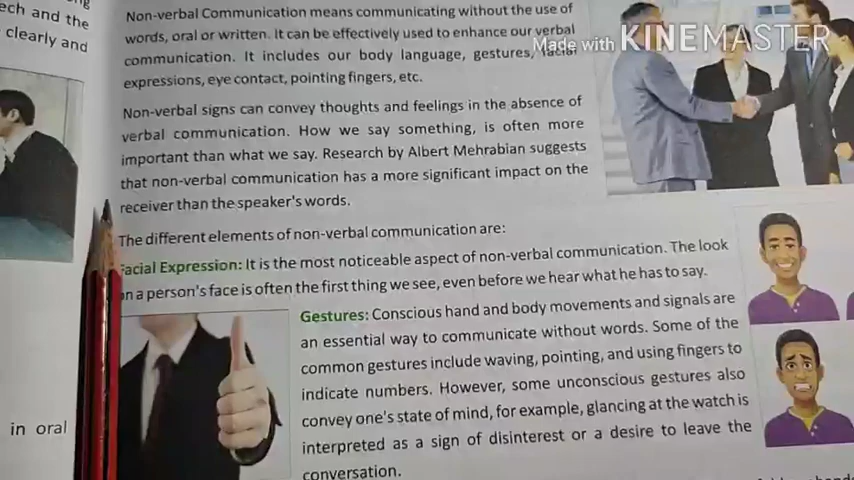 ech and the
clearly and
in oral
Non-verbal Communication means communicating without the use of
words, oral or written. It can be effectively used to enhance our verbal
communication. It includes our body language, gestures, facial
expressions, eye contact, pointing fingers, etc.
Made with KINEMASTER
Non-verbal signs can convey thoughts and feelings in the absence of
verbal communication. How we say something, is often more
important than what we say. Research by Albert Mehrabian suggests
that non-verbal communication has a more significant impact on the
receiver than the speaker's words.
The different elements of non-verbal communication are:
Facial Expression: It is the most noticeable aspect of non-verbal communication. The look
on a person's face is often the first thing we see, even before we hear what he has to say.
Gestures: Conscious hand and body movements and signals are
an essential way to communicate without words. Some of the
common gestures include waving, pointing, and using fingers to
indicate numbers. However, some unconscious gestures also
convey one's state of mind, for example, glancing at the watch is
interpreted as a sign of disinterest or a desire to leave the
conversation.